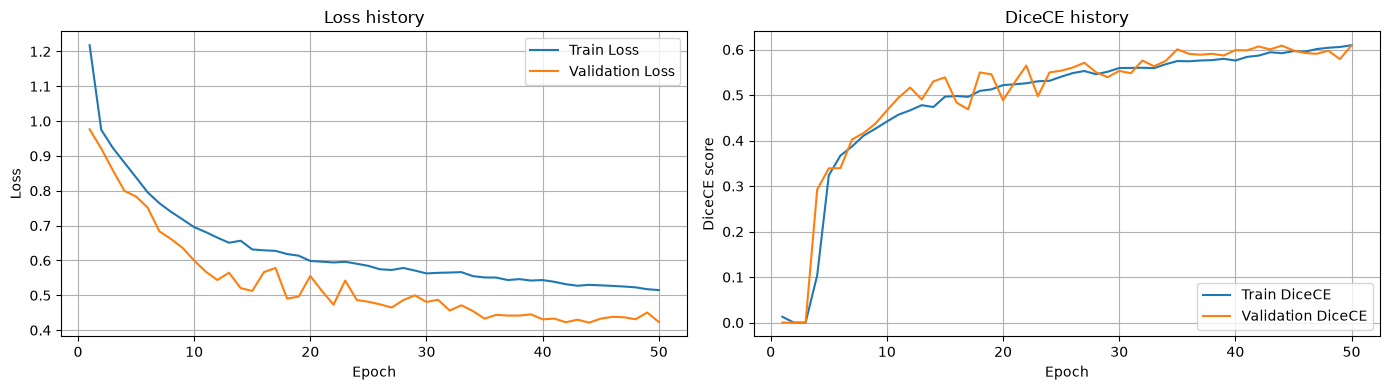 Loss history
1.2
1.1
1.0
0.9
0.8
0.7
0.6
0.5
0.4
Loss
0 10 20 30 40 50
Epoch
Train Loss
Validation Loss
DiceCE history
0.6
0.5
0.4
0.3
0.2
0.1
0.0
DiceCE score
0 10 20 30 40 50
Epoch
Train DiceCE
Validation DiceCE